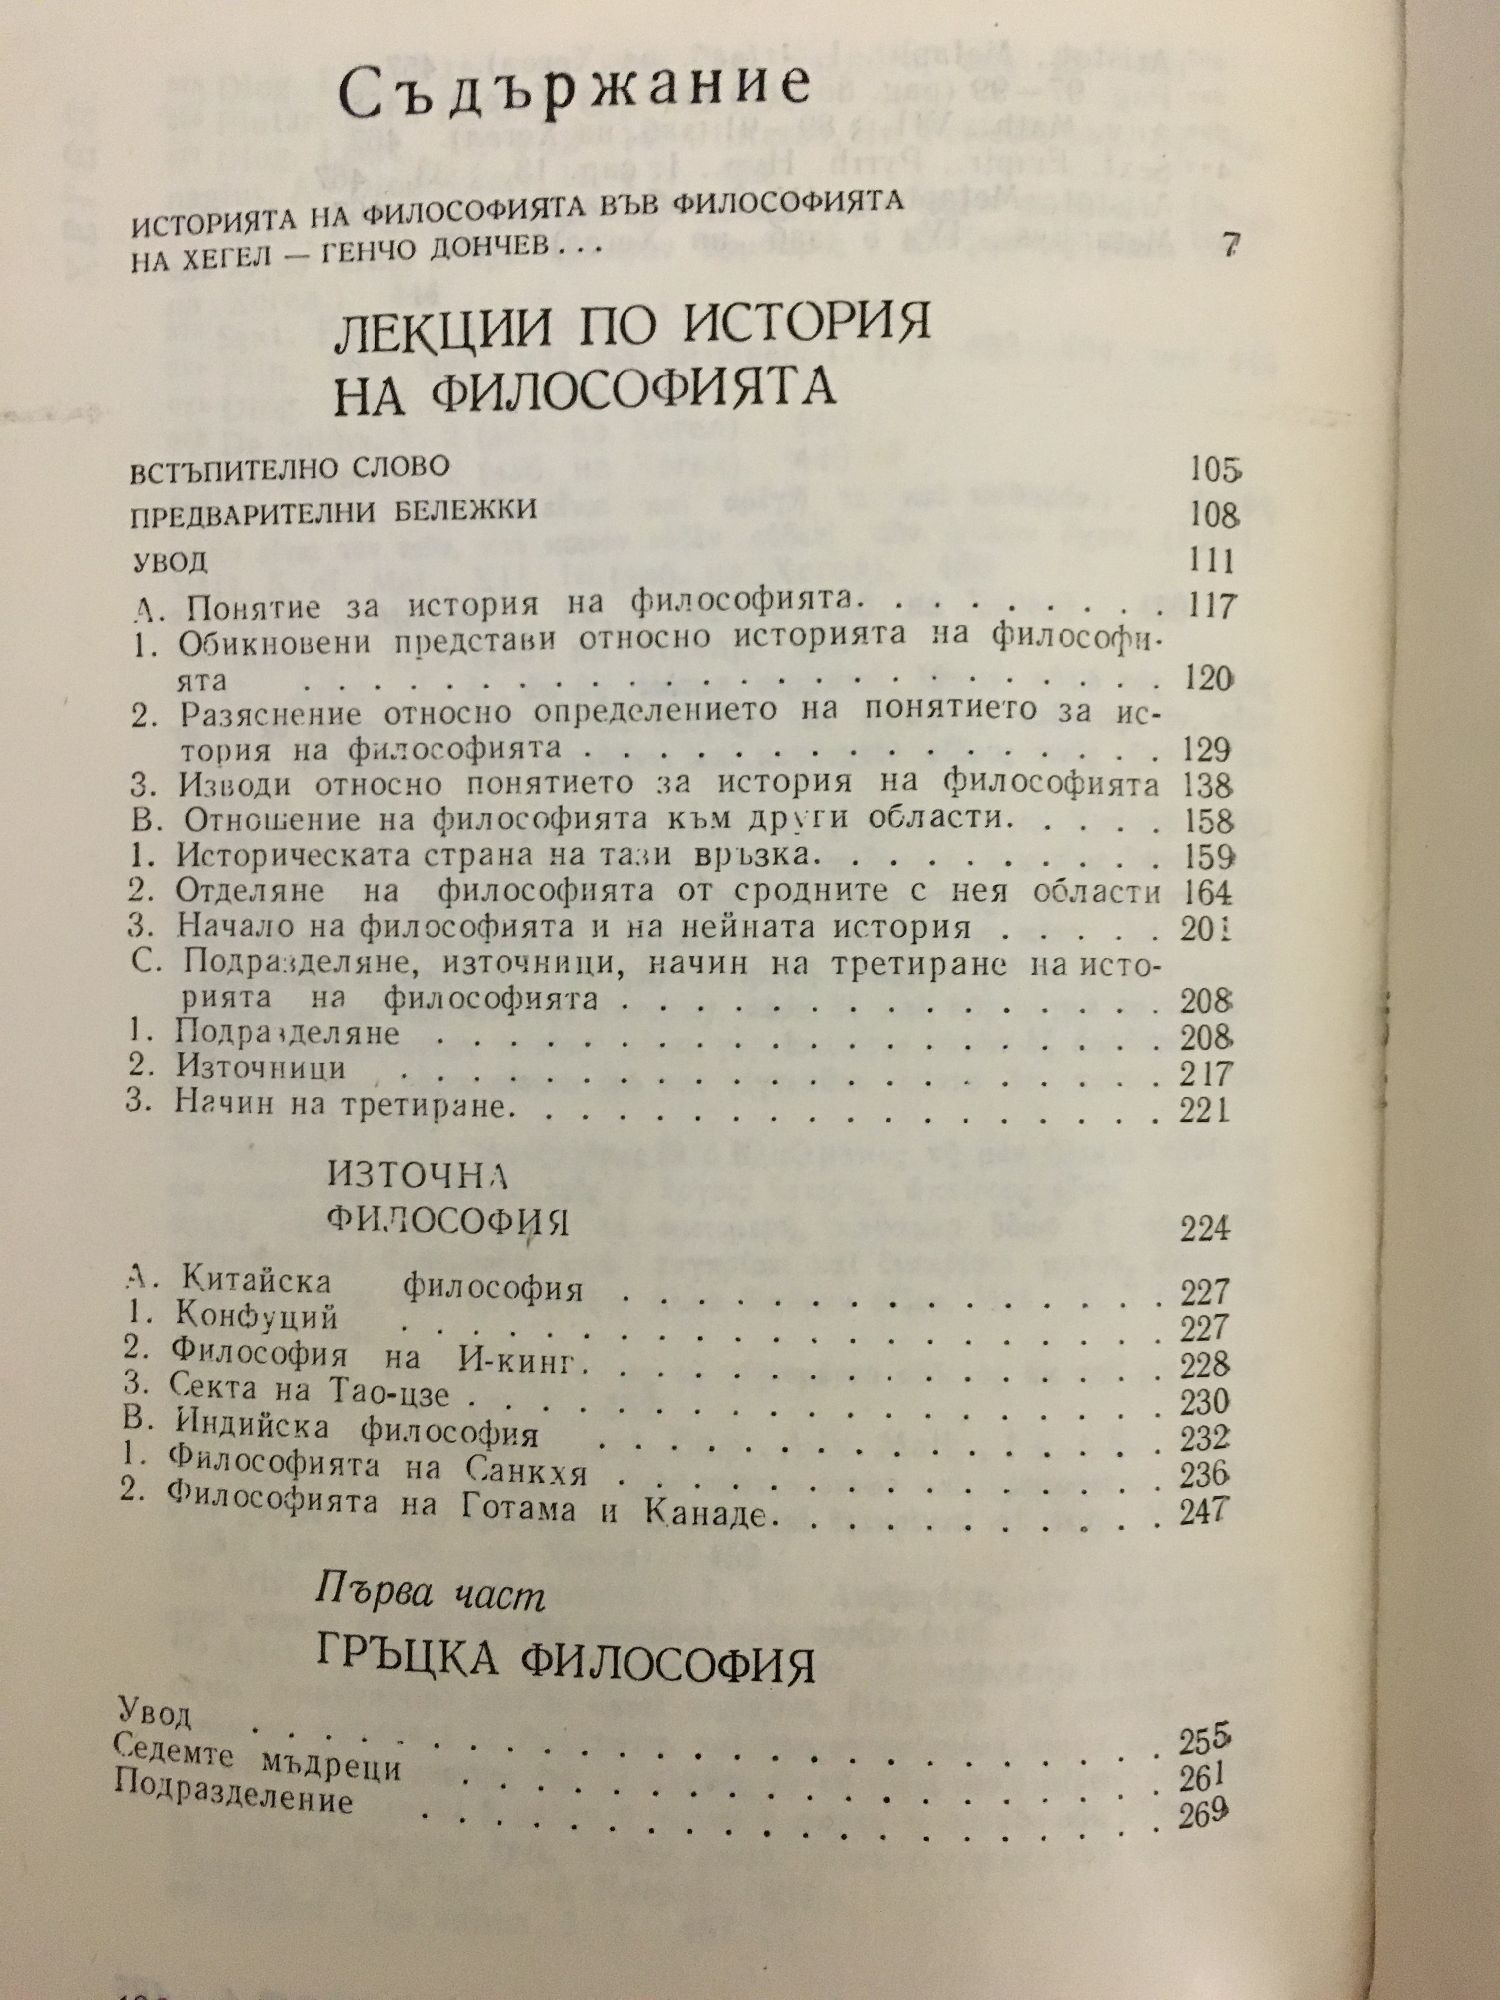 Съдържание
ИСТОРИЯТА НА ФИЛОСОФИЯТА ВЪВ ФИЛОСОФИЯТА
НА ХЕГЕЛ — ГЕНЧО ДОНЧЕВ... 7
ЛЕКЦИИ ПО ИСТОРИЯ
НА ФИЛОСОФИЯТА
ВСТЪПИТЕЛНО СЛОВО 105
ПРЕДВАРИТЕЛНИ БЕЛЕЖКИ 108
УВОД 111
А. Понятие за история на философията. . . . . . . . . 117
1. Обикновени представи относно историята на философи-
ята . . . . . . . . . . . . . . . . . . . . . . . . . 120
2. Разяснение относно определението на понятието за ис-
тория на философията . . . . . . . . . . . . . . . . . 129
3. Изводи относно понятието за история на философията 138
В. Отношение на философията към други области. . . . . 158
1. Историческата страна на тази връзка. . . . . . . . . . 159
2. Отделяне на философията от сродните с нея области 164
3. Начало на философията и на нейната история . . . . . 201
С. Подразделяне, източници, начин на третиране на исто-
рията на философията . . . . . . . . . . . . . . . 208
1. Подразделяне . . . . . . . . . . . . . . . . . . . . . 208
2. Източници . . . . . . . . . . . . . . . . . . . . . . 217
3. Начин на третиране. . . . . . . . . . . . . . . . . . . 221
ИЗТОЧНА
ФИЛОСОФИЯ 224
А. Китайска философия . . . . . . . . . . . . . . . 227
1. Конфуций . . . . . . . . . . . . . . . . . . . . . . 227
2. Философия на И-кинг. . . . . . . . . . . . . . . . . 228
3. Секта на Тао-цзе . . . . . . . . . . . . . . . . . . . . 230
В. Индийска философия . . . . . . . . . . . . . . . . 232
1. Философията на Санкхя . . . . . . . . . . . . . . . 236
2. Философията на Готама и Канаде. . . . . . . . . . . 247
Първа част
ГРЪЦКА ФИЛОСОФИЯ
Увод . . . . . . . . . . . . . . . . . . . . . . . . . 255
Седемте мъдреци . . . . . . . . . . . . . . . . . . . 261
Подразделение . . . . . . . . . . . . . . . . . . . . 269